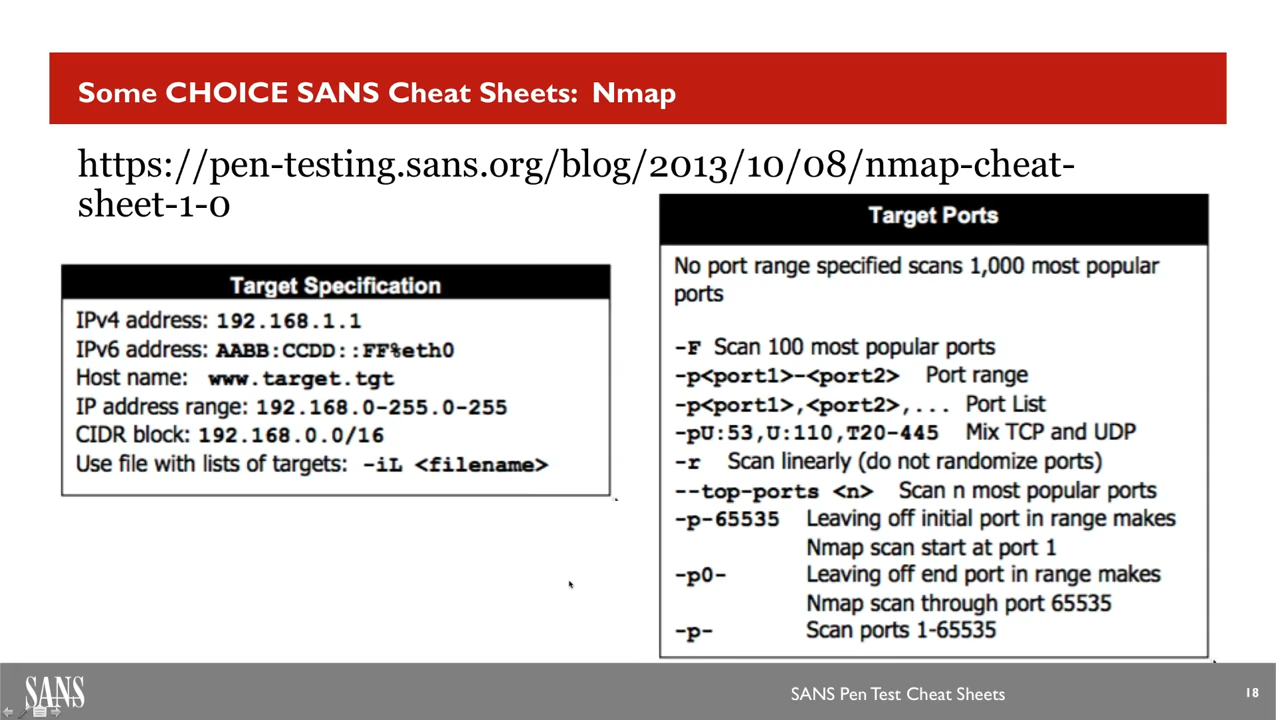 Some CHOICE SANS Cheat Sheets: Nmap
https://pen-testing.sans.org/blog/2013/10/08/nmap-cheat-
sheet-1-0
Target Specification
IPv4 address: 192.168.1.1
IPv6 address: AABB:CCDD::FF%eth0
Host name: www.target.tgt
IP address range: 192.168.0-255.0-255
CIDR block: 192.168.0.0/16
Use file with lists of targets: -iL <filename>
Target Ports
No port range specified scans 1,000 most popular
ports
-F Scan 100 most popular ports
-p<port1>-<port2> Port range
-p<port1>,<port2>,... Port List
-pU:53,U:110,T20-445 Mix TCP and UDP
-r Scan linearly (do not randomize ports)
--top-ports <n> Scan n most popular ports
-p-65535 Leaving off initial port in range makes
Nmap scan start at port 1
-p0- Leaving off end port in range makes
Nmap scan through port 65535
-p- Scan ports 1-65535
SANS
SANS Pen Test Cheat Sheets
18